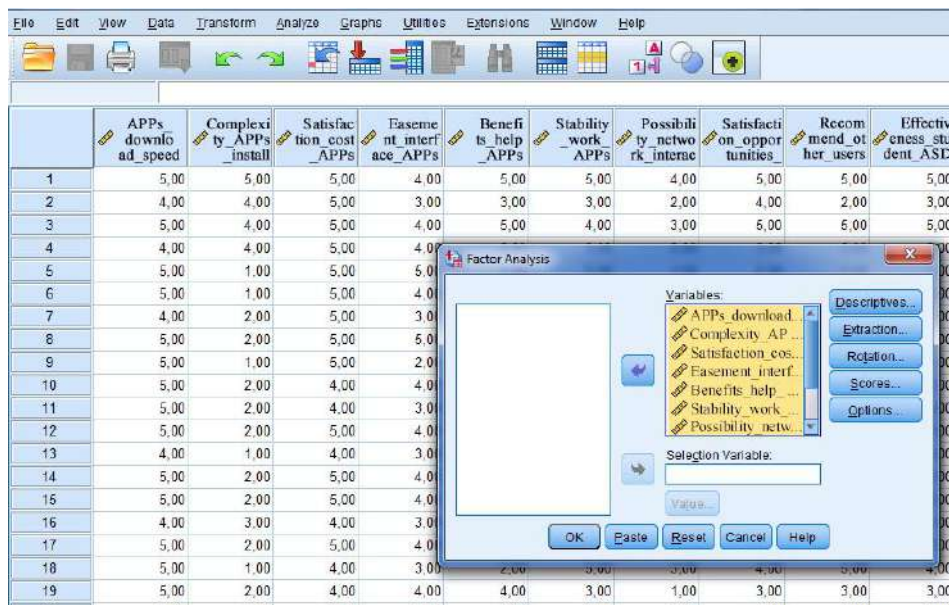 File Edit View Data Transform Analyze Graphs Utilities Extensions Window Help
APPs_ Complexi Satisfac Easeme Benefi Stability Possibili Satisfacti Recom Effectiv
downlo ty_APPs tion_cost nt_interf ts_help _work_ ty_netwo on_oppor mend_ot eness_stu
ad_speed _install _APPs ace_APPs _APPs APPs rk_interac tunities_ her_users dent_ASD
1 5,00 5,00 5,00 4,00 5,00 5,00 4,00 5,00 5,00 5,00
2 4,00 4,00 5,00 3,00 3,00 3,00 2,00 4,00 2,00 3,00
3 5,00 4,00 5,00 4,00 5,00 4,00 3,00 5,00 5,00 5,00
4 4,00 4,00 5,00
5 5,00 1,00 5,00
6 5,00 1,00 5,00
7 4,00 2,00 5,00
8 5,00 2,00 5,00
9 5,00 1,00 5,00
10 5,00 2,00 4,00
11 5,00 2,00 4,00
12 5,00 2,00 5,00
13 4,00 1,00 4,00
14 5,00 2,00 5,00
15 5,00 2,00 5,00
16 4,00 3,00 4,00
17 5,00 2,00 5,00
18 5,00 1,00 4,00 3,00
19 5,00 2,00 4,00 4,00 4,00 3,00 1,00 3,00 3,00 3,00
Factor Analysis
Variables:
APPs_download...
Complexity_AP...
Satisfaction_cos...
Easement_interf...
Benefits_help_...
Stability_work_...
Possibility_netw...
Descriptives...
Extraction...
Rotation...
Scores...
Options...
Selection Variable:
Value...
OK Paste Reset Cancel Help